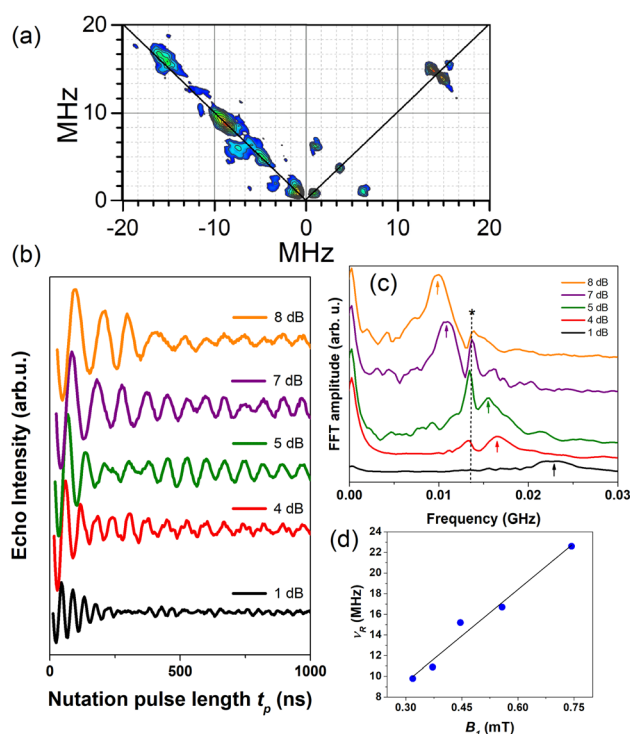 (a)
MHz
20
10
0
-20 -10 0 10 20
MHz
(b)
Echo Intensity (arb.u.)
8 dB
7 dB
5 dB
4 dB
1 dB
0 500 1000
Nutation pulse length tp (ns)
(c)
FFT amplitude (arb. u.)
*
8 dB
7 dB
5 dB
4 dB
1 dB
0.00 0.01 0.02 0.03
Frequency (GHz)
(d)
νR (MHz)
24
22
20
18
16
14
12
10
8
0.30 0.45 0.60 0.75
B1 (mT)